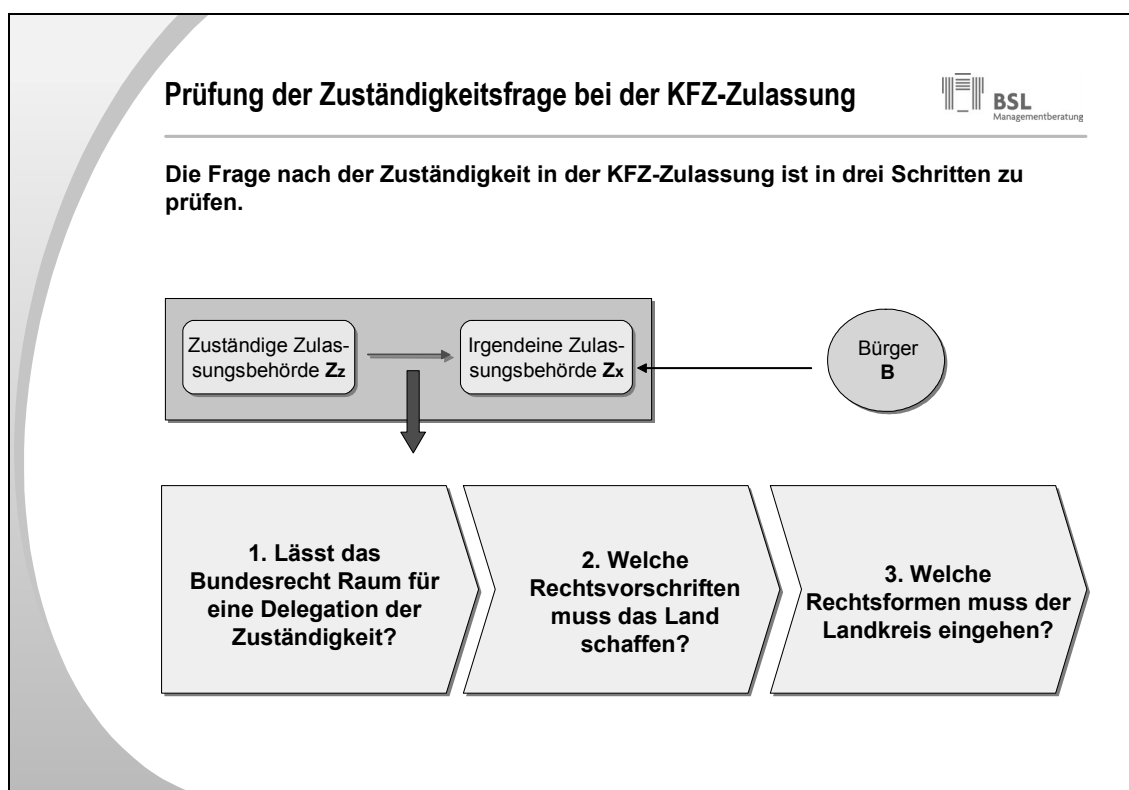 Prüfung der Zuständigkeitsfrage bei der KFZ-Zulassung
BSL
Managementberatung
Die Frage nach der Zuständigkeit in der KFZ-Zulassung ist in drei Schritten zu
prüfen.
Zuständige Zulas-
sungsbehörde Zz
Irgendeine Zulas-
sungsbehörde Zx
Bürger
B
1. Lässt das
Bundesrecht Raum für
eine Delegation der
Zuständigkeit?
2. Welche
Rechtsvorschriften
muss das Land
schaffen?
3. Welche
Rechtsformen muss der
Landkreis eingehen?